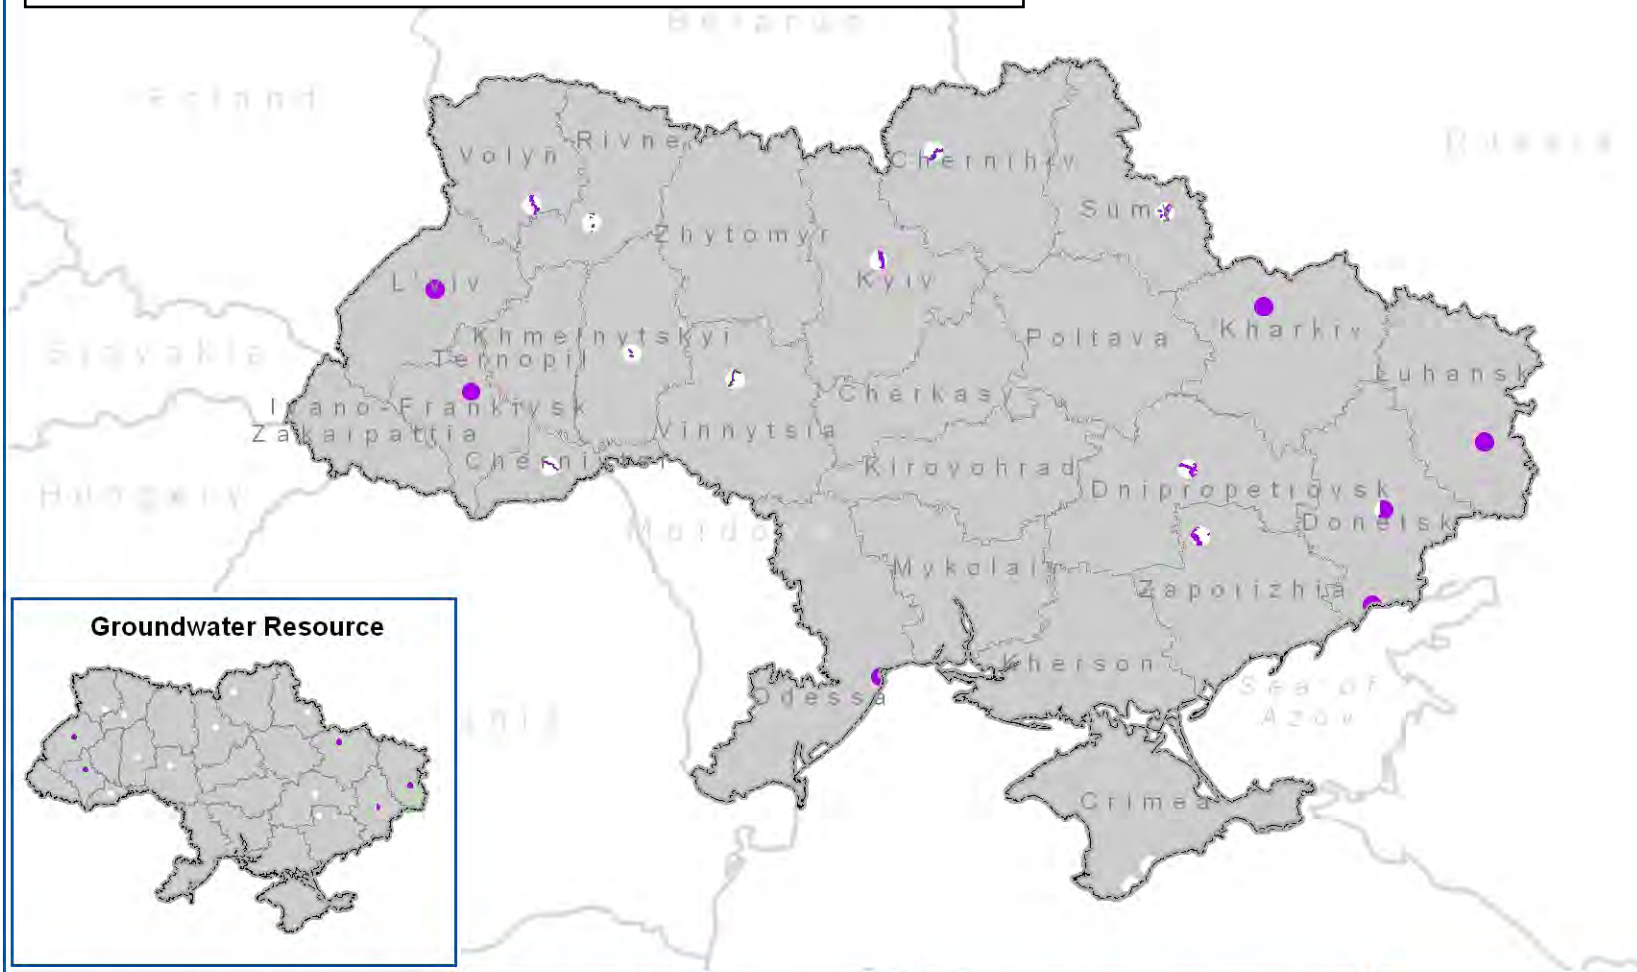 Belarus
Poland
Russia
Volyn
Rivne
Chernihiv
Sumy
Zhytomyr
L'viv
Kyiv
Khmelnytskyi
Ternopil
Poltava
Kharkiv
Luhansk
Slovakia
Cherkasy
Ivano-Frankivsk
Zakarpattia
Vinnytsia
Chernivtsi
Kirovohrad
Dnipropetrovsk
Hungary
Moldova
Donetsk
Mykolaiv
Zaporizhia
Groundwater Resource
Kherson
Odessa
Sea of
Azov
Crimea